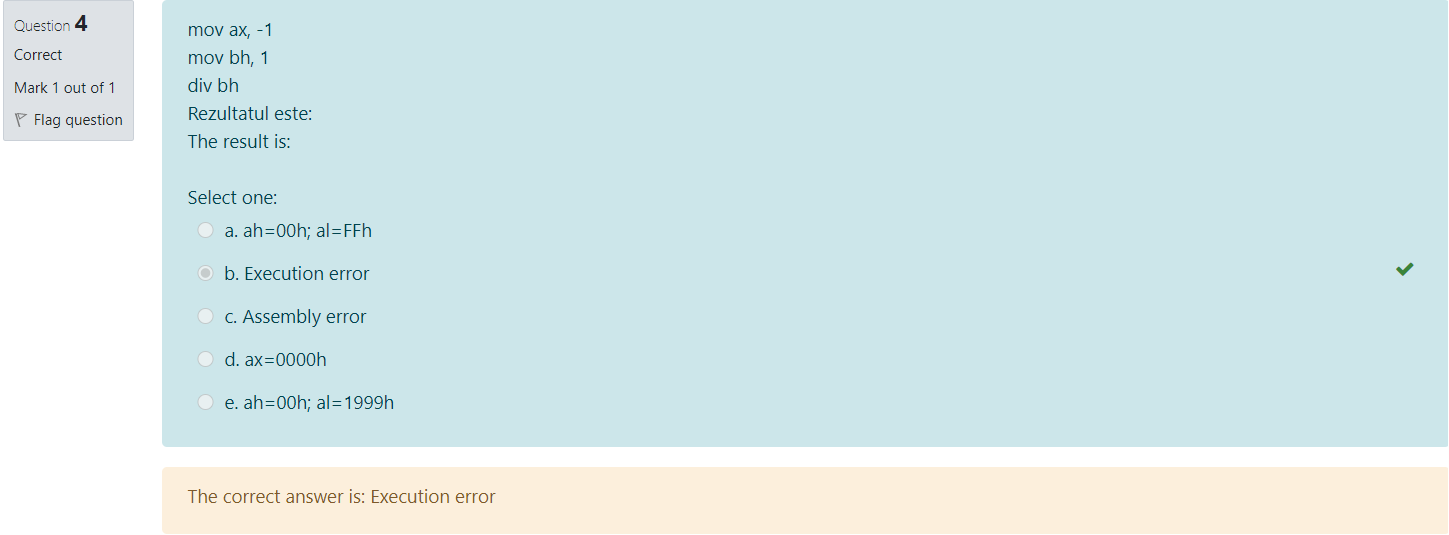 Question 4
Correct
Mark 1 out of 1
Flag question
mov ax, -1
mov bh, 1
div bh
Rezultatul este:
The result is:
Select one:
a. ah=00h; al=FFh
b. Execution error
c. Assembly error
d. ax=0000h
e. ah=00h; al=1999h
The correct answer is: Execution error